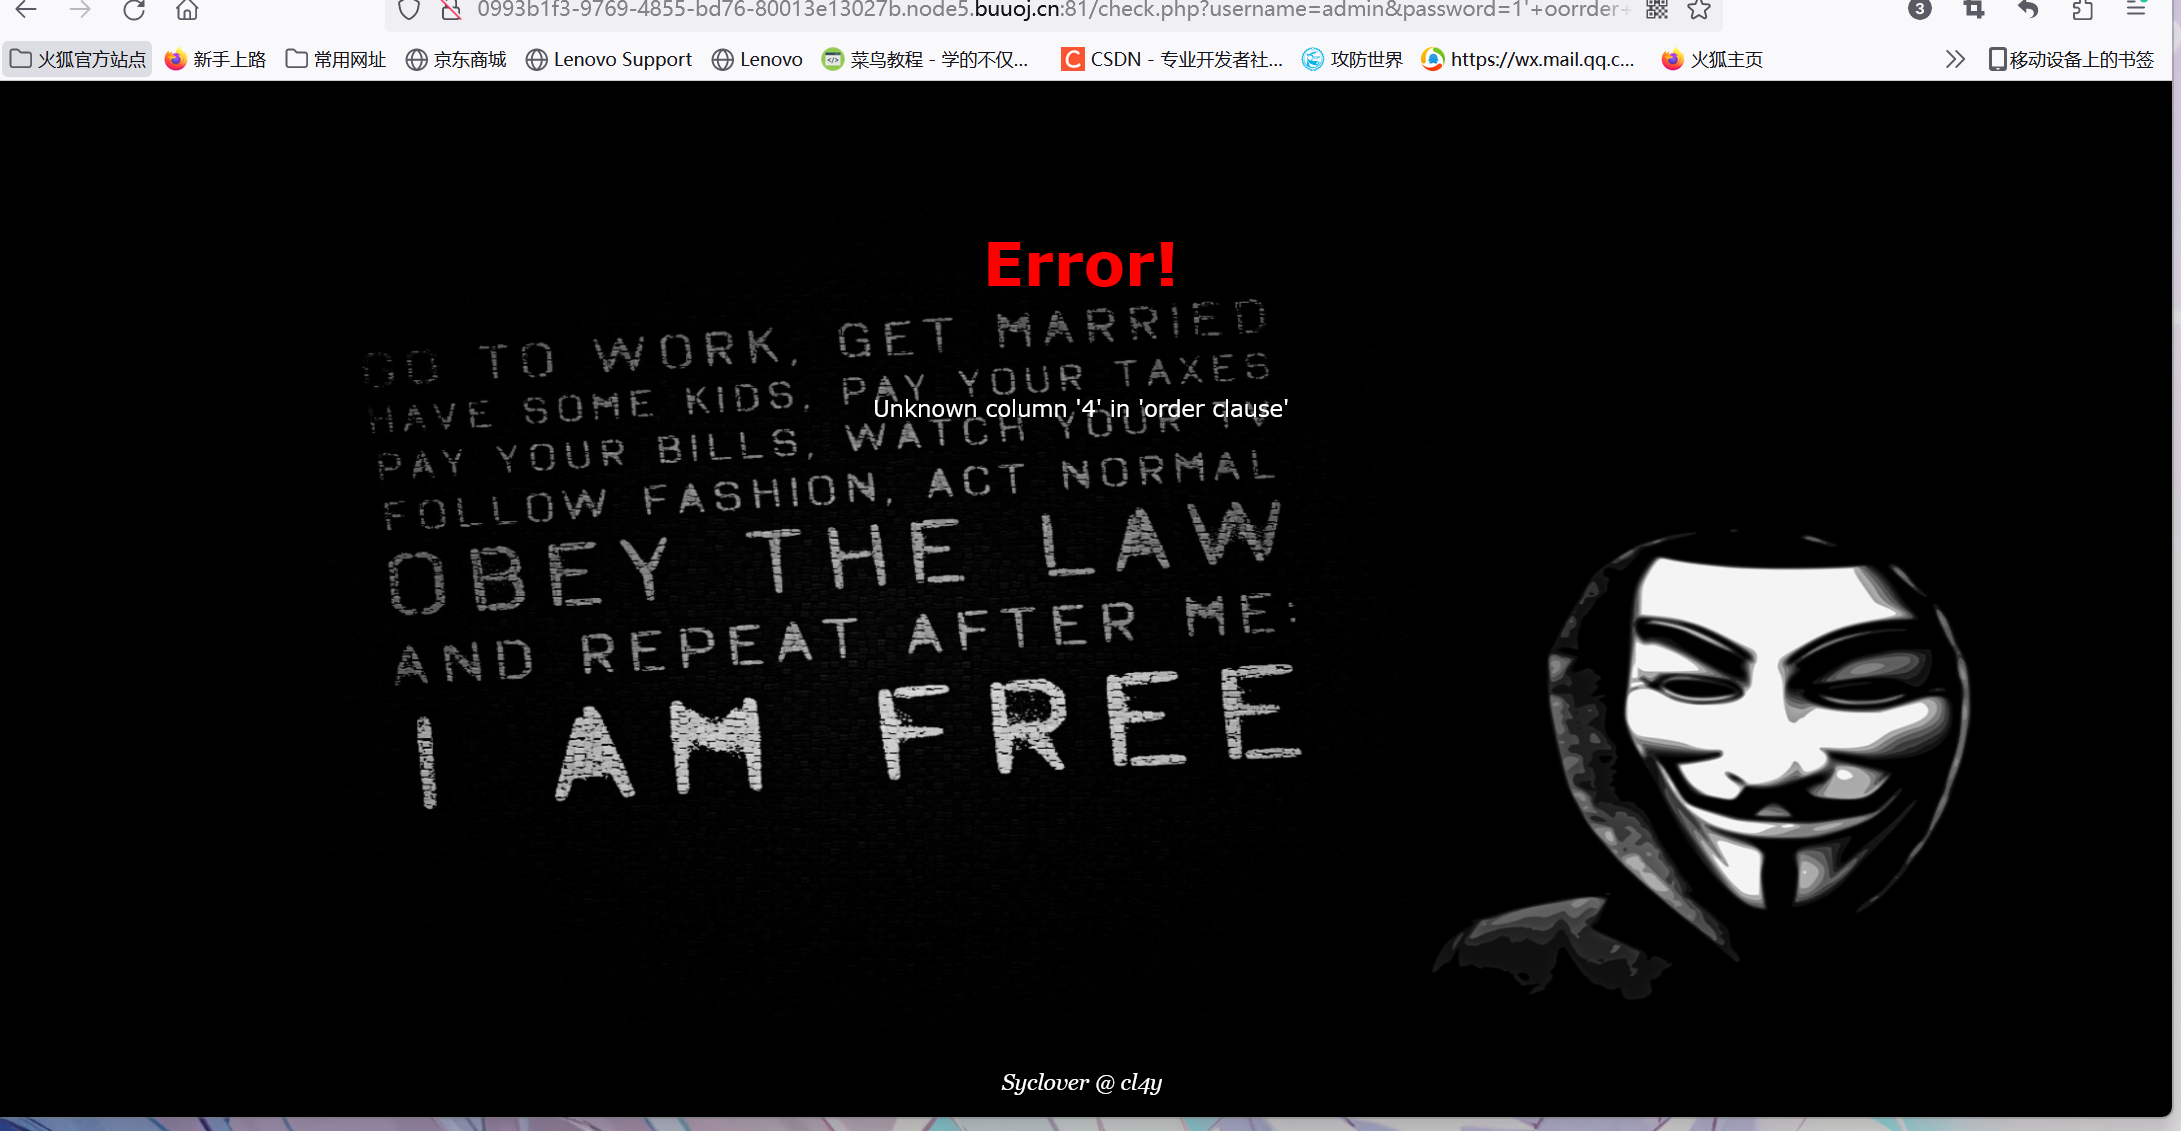 0993b1f3-9769-4855-bd76-80013e13027b.node5.buuoj.cn:81/check.php?username=admin&password=1'+oorrder+
3
火狐官方站点 新手上路 常用网址 京东商城 Lenovo Support Lenovo 菜鸟教程 - 学的不仅... CSDN - 专业开发者社... 攻防世界 https://wx.mail.qq.c... 火狐主页 移动设备上的书签
Error!
GO TO WORK, GET MARRIED
HAVE SOME KIDS, PAY YOUR TAXES
Unknown column '4' in 'order clause'
PAY YOUR BILLS, WATCH YOUR TV
FOLLOW FASHION, ACT NORMAL
OBEY THE LAW
AND REPEAT AFTER ME:
I AM FREE
Syclover @ cl4y